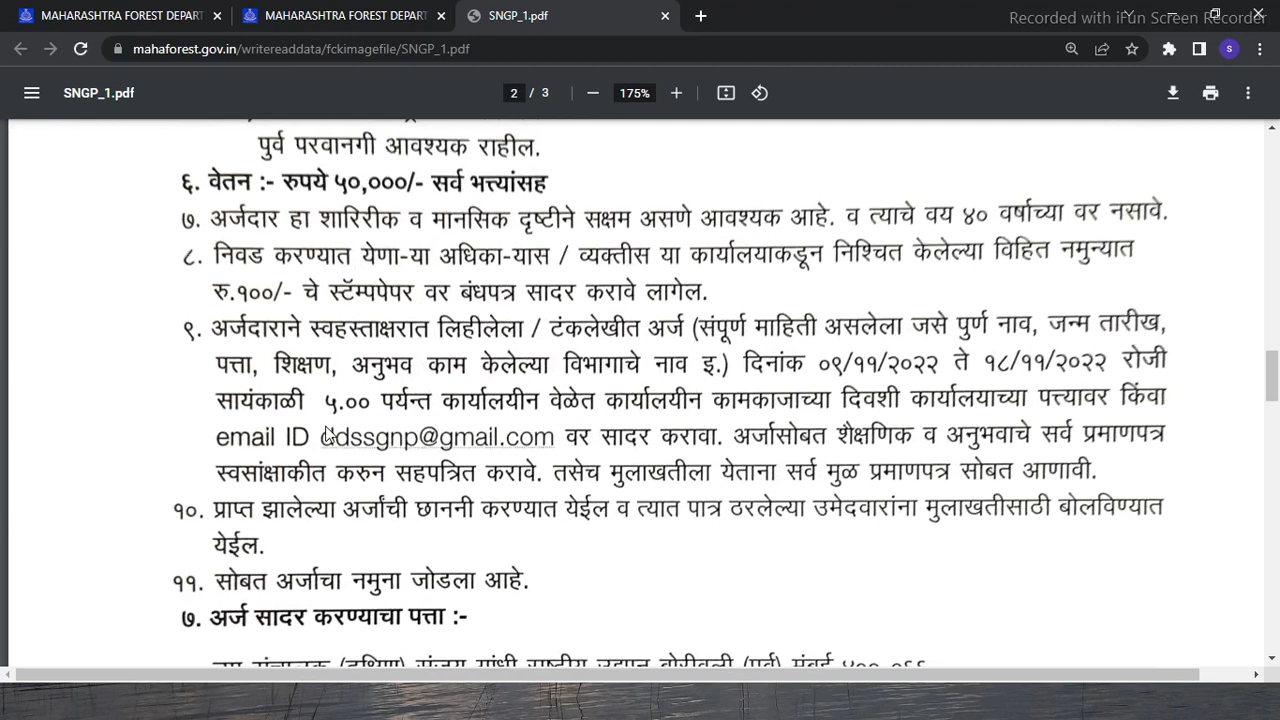 MAHARASHTRA FOREST DEPART
MAHARASHTRA FOREST DEPART
SNGP_1.pdf
Recorded with iFun Screen Recorder
mahaforest.gov.in/writereaddata/fckimagefile/SNGP_1.pdf
SNGP_1.pdf
2 / 3
175%
पुर्व परवानगी आवश्यक राहील.
६. वेतन :- रुपये ५०,०००/- सर्व भत्त्यांसह
७. अर्जदार हा शारिरीक व मानसिक दृष्टीने सक्षम असणे आवश्यक आहे. व त्याचे वय ४० वर्षाच्या वर नसावे.
८. निवड करण्यात येणा-या अधिका-यास / व्यक्तीस या कार्यालयाकडून निश्चित केलेल्या विहित नमुन्यात
रु.१००/- चे स्टॅम्पपेपर वर बंधपत्र सादर करावे लागेल.
९. अर्जदाराने स्वहस्ताक्षरात लिहीलेला / टंकलेखीत अर्ज (संपूर्ण माहिती असलेला जसे पुर्ण नाव, जन्म तारीख,
पत्ता, शिक्षण, अनुभव काम केलेल्या विभागाचे नाव इ.) दिनांक ०९/११/२०२२ ते १८/११/२०२२ रोजी
सायंकाळी ५.०० पर्यन्त कार्यालयीन वेळेत कार्यालयीन कामकाजाच्या दिवशी कार्यालयाच्या पत्त्यावर किंवा
email ID ddssgnp@gmail.com वर सादर करावा. अर्जासोबत शैक्षणिक व अनुभवाचे सर्व प्रमाणपत्र
स्वसांक्षाकीत करुन सहपत्रित करावे. तसेच मुलाखतीला येताना सर्व मुळ प्रमाणपत्र सोबत आणावी.
१०. प्राप्त झालेल्या अर्जांची छाननी करण्यात येईल व त्यात पात्र ठरलेल्या उमेदवारांना मुलाखतीसाठी बोलविण्यात
येईल.
११. सोबत अर्जाचा नमुना जोडला आहे.
७. अर्ज सादर करण्याचा पत्ता :-